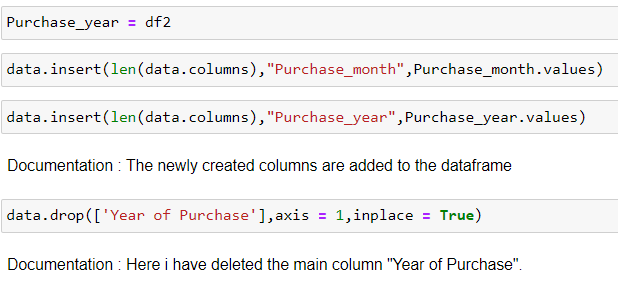 Purchase_year = df2
data.insert(len(data.columns),"Purchase_month",Purchase_month.values)
data.insert(len(data.columns),"Purchase_year",Purchase_year.values)
Documentation : The newly created columns are added to the dataframe
data.drop(['Year of Purchase'],axis = 1,inplace = True)
Documentation : Here i have deleted the main column "Year of Purchase".